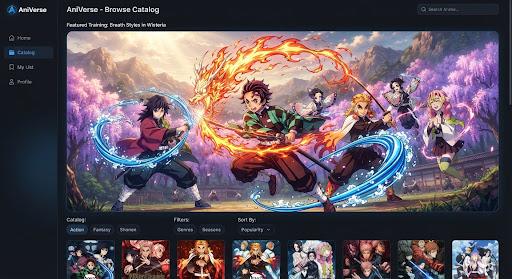 AniVerse
AniVerse - Browse Catalog
Search Anime...
Featured Training: Breath Styles in Wisteria
Home
Catalog
My List
Profile
Catalog:
Filters:
Sort By:
Action
Fantasy
Shonen
Genres
Seasons
Popularity